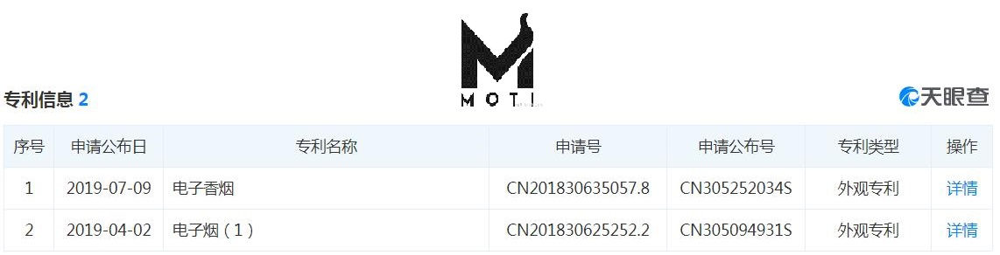 MOTI
专利信息 2
天眼查
序号 申请公布日 专利名称 申请号 申请公布号 专利类型 操作
1 2019-07-09 电子香烟 CN201830635057.8 CN305252034S 外观专利 详情
2 2019-04-02 电子烟（1） CN201830625252.2 CN305094931S 外观专利 详情